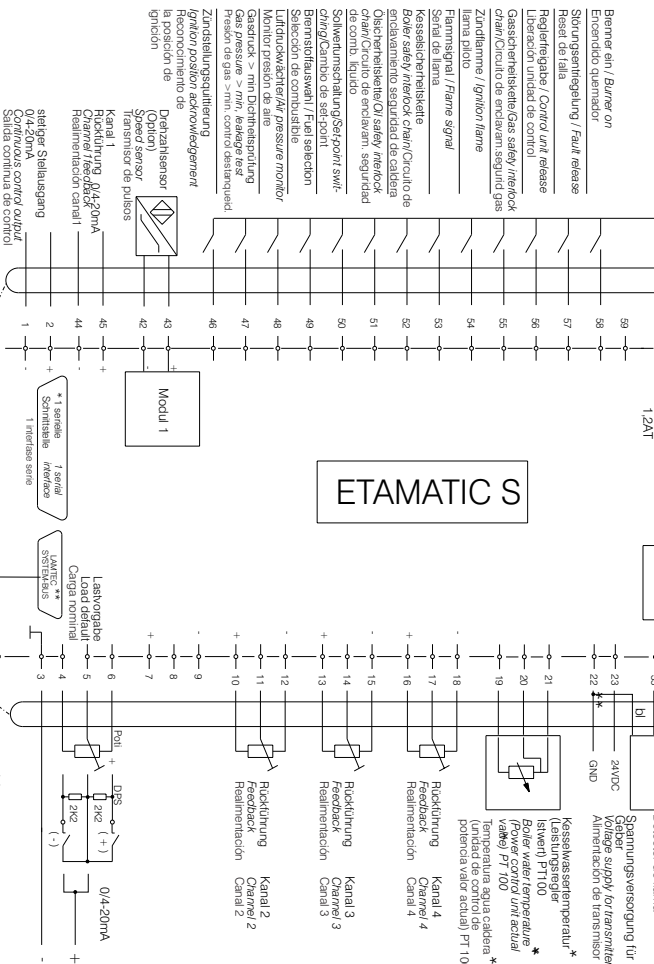 Brenner ein / Burner on
Encendido quemador
Störungsentriegelung / Fault release
Reset de falla
Reglerfreigabe / Control unit release
Liberación unidad de control
Gassicherheitskette/Gas safety interlock
chain/Circuito de enclavam.segurid gas
Zündflamme / Ignition flame
llama piloto
Flammsignal / Flame signal
Señal de llama
Kesselsicherheitskette
Boiler safety interlock chain/Circuito de
enclavamiento seguridad de caldera
Ölsicherheitskette/Oil safety interlock
chain/Circuito de enclavam. seguridad
de comb. líquido
Sollwertumschaltung/Set-point swit-
ching/Cambio de set-point
Brennstoffauswahl / Fuel selection
Selección de combustible
Luftdruckwächter/Air pressure monitor
Monitor presión de aire
Gasdruck > mın Dichtheitsprüfung
Gas pressure > min. leakage test
Presión de gas >min. control destanqueid.
Zündstellungsquittierung
Ignition position acknowledgement
Reconocimiento de
la posición de
ignición
Drehzahlsensor
(Option)
Speed sensor
Transmisor de pulsos
Kanal 1
Rückführung 0/4-20mA
Channel 1feedback
Realimentación canal1
stetiger Stellausgang
0/4-20mA
Continuous control output
Salida continua de control
59
58
57
56
55
54
53
52
51
50
49
48
47
46
43
42
45
44
2
1
+
-
+
-
+
-
Modul 1
*1 serielle 1 serial
Schnittstelle interface
1 interfase serie
1,2AT
ETAMATIC S
LAMTEC **
SYSTEM-BUS
Lastvorgabe
Load default
Carga nominal
23
22
21
20
19
18
17
16
15
14
13
12
11
10
9
8
7
6
5
4
3
-
+
-
+
-
+
-
+
**
bl
24VDC
GND
Spannungsversorgung für
Geber
Voltage supply for transmitter
Alimentación de transmisor
Kesselwassertemperatur *
(Leistungsregler
Istwert) PT100
Boiler water temperature *
(Power control unit actual
value) PT 100
Temperatura agua caldera *
(unidad de control de
potencia valor actual) PT 10
Rückführung Kanal 4
Feedback Channel 4
Realimentación Canal 4
Rückführung Kanal 3
Feedback Channel 3
Realimentación Canal 3
Rückführung Kanal 2
Feedback Channel 2
Realimentación Canal 2
Poti
+
DPS
2K2
2K2
(+)
(-)
0/4-20mA
+
-